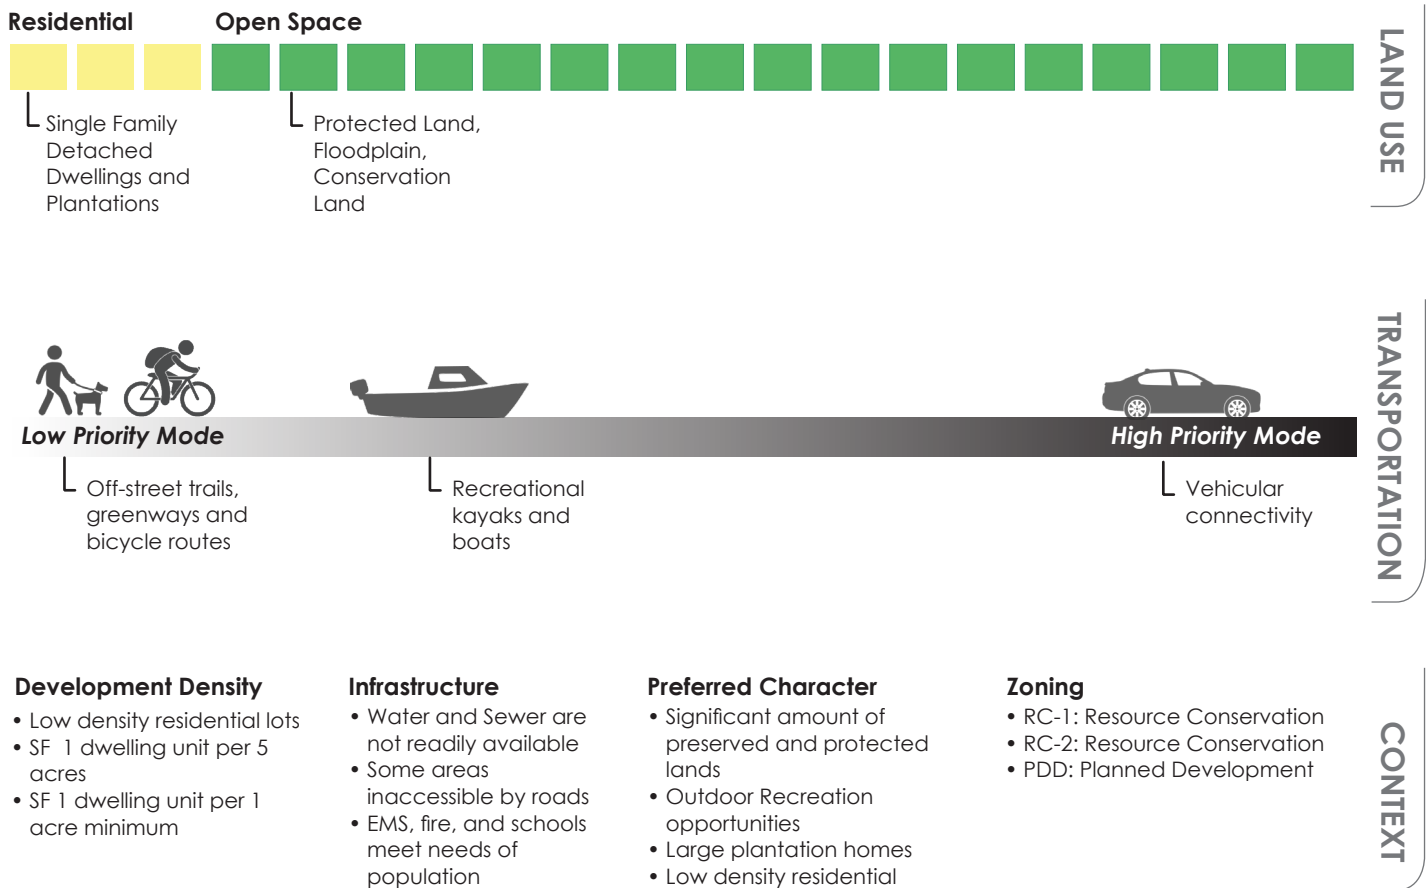 Residential
Open Space
Single Family
Detached
Dwellings and
Plantations
Protected Land,
Floodplain,
Conservation
Land
LAND USE
Low Priority Mode
High Priority Mode
Off-street trails,
greenways and
bicycle routes
Recreational
kayaks and
boats
Vehicular
connectivity
TRANSPORTATION
Development Density
• Low density residential lots
• SF  1 dwelling unit per 5
acres
• SF 1 dwelling unit per 1
acre minimum
Infrastructure
• Water and Sewer are
not readily available
• Some areas
inaccessible by roads
• EMS, fire, and schools
meet needs of
population
Preferred Character
• Significant amount of
preserved and protected
lands
• Outdoor Recreation
opportunities
• Large plantation homes
• Low density residential
Zoning
• RC-1: Resource Conservation
• RC-2: Resource Conservation
• PDD: Planned Development
CONTEXT